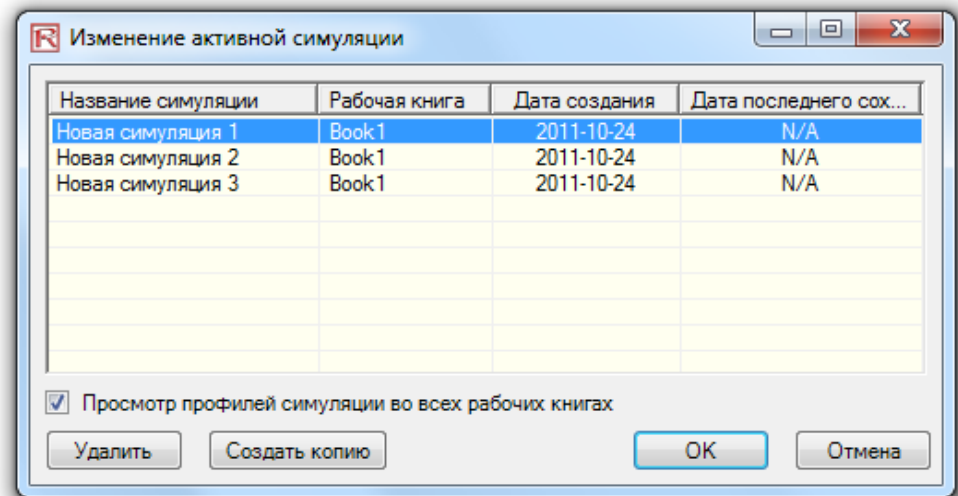 Изменение активной симуляции
Название симуляции Рабочая книга Дата создания Дата последнего сох...
Новая симуляция 1 Book1 2011-10-24 N/A
Новая симуляция 2 Book1 2011-10-24 N/A
Новая симуляция 3 Book1 2011-10-24 N/A
Просмотр профилей симуляции во всех рабочих книгах
Удалить Создать копию OK Отмена